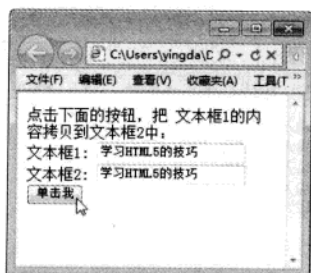 C:\Users\yingda\D
文件(F) 编辑(E) 查看(V) 收藏夹(A) 工具(T
点击下面的按钮，把 文本框1的内
容拷贝到文本框2中：
文本框1: 学习HTML5的技巧
文本框2: 学习HTML5的技巧
单击我